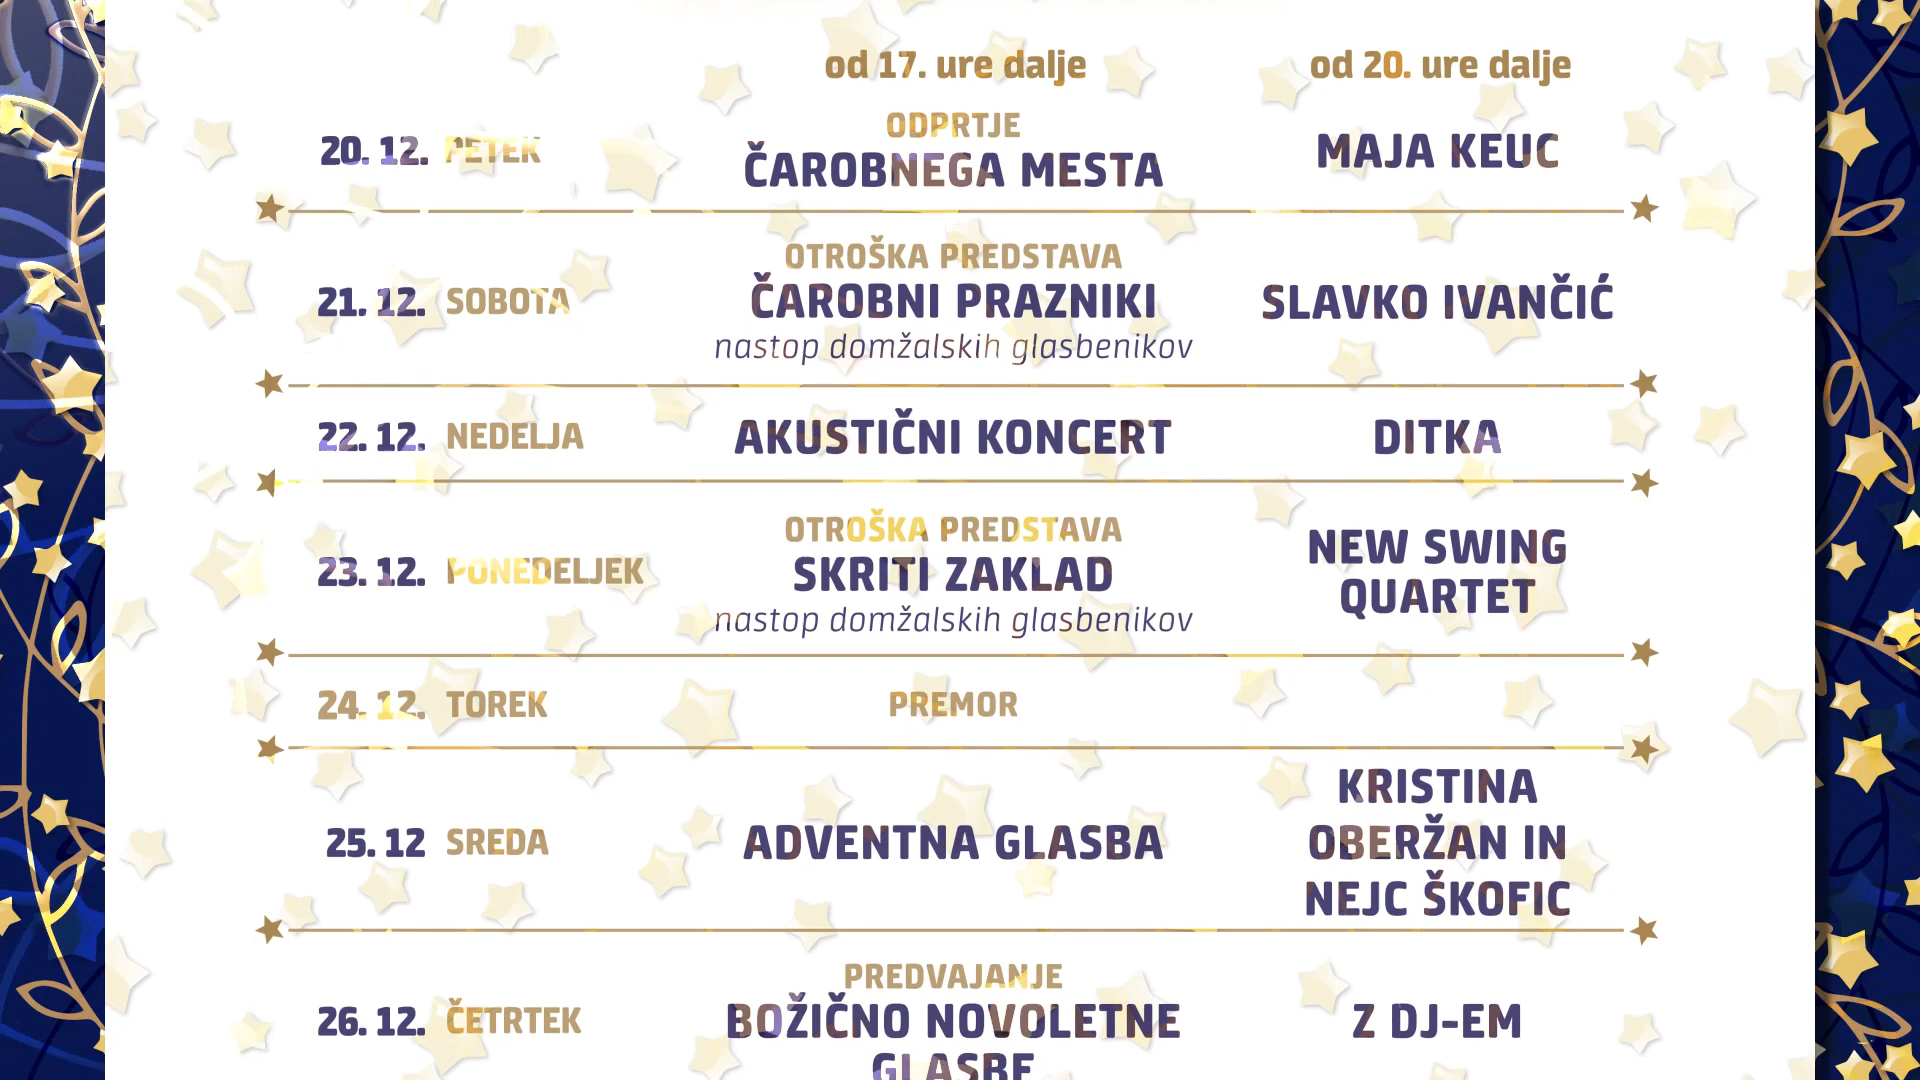 od 17. ure dalje
od 20. ure dalje
20. 12. PETEK
ODPRTJE
ČAROBNEGA MESTA
MAJA KEUC
21. 12. SOBOTA
OTROŠKA PREDSTAVA
ČAROBNI PRAZNIKI
nastop domžalskih glasbenikov
SLAVKO IVANČIĆ
22. 12. NEDELJA
AKUSTIČNI KONCERT
DITKA
23. 12. PONEDELJEK
OTROŠKA PREDSTAVA
SKRITI ZAKLAD
nastop domžalskih glasbenikov
NEW SWING
QUARTET
24. 12. TOREK
PREMOR
25. 12 SREDA
ADVENTNA GLASBA
KRISTINA
OBERŽAN IN
NEJC ŠKOFIC
26. 12. ČETRTEK
PREDVAJANJE
BOŽIČNO NOVOLETNE
GLASBE
Z DJ-EM